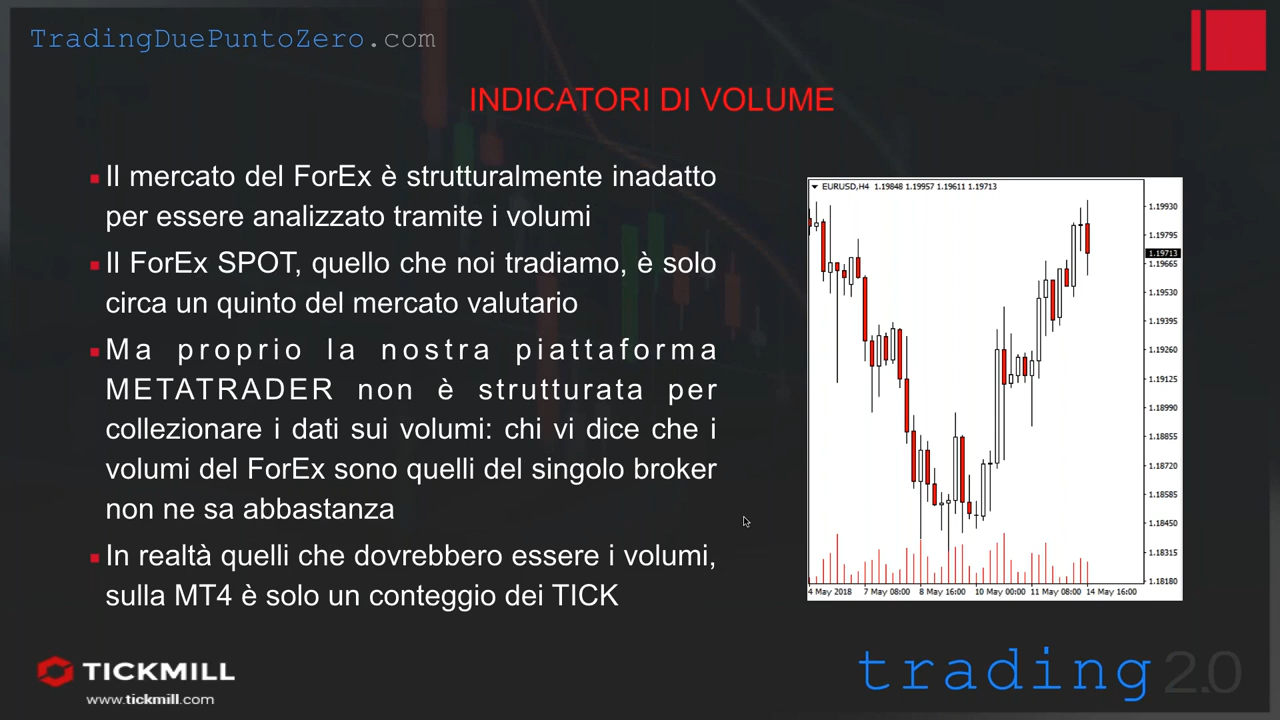 TradingDuePuntoZero.com
INDICATORI DI VOLUME
Il mercato del ForEx è strutturalmente inadatto
per essere analizzato tramite i volumi
Il ForEx SPOT, quello che noi tradiamo, è solo
circa un quinto del mercato valutario
Ma proprio la nostra piattaforma
METATRADER non è strutturata per
collezionare i dati sui volumi: chi vi dice che i
volumi del ForEx sono quelli del singolo broker
non ne sa abbastanza
In realtà quelli che dovrebbero essere i volumi,
sulla MT4 è solo un conteggio dei TICK
EURUSD,H4 1.19848 1.19957 1.19611 1.19713
1.19930
1.19795
1.19713
1.19665
1.19530
1.19395
1.19260
1.19125
1.18990
1.18855
1.18720
1.18585
1.18450
1.18315
1.18180
4 May 2018 7 May 08:00 8 May 16:00 10 May 00:00 11 May 08:00 14 May 16:00
TICKMILL
www.tickmill.com
trading 2.0